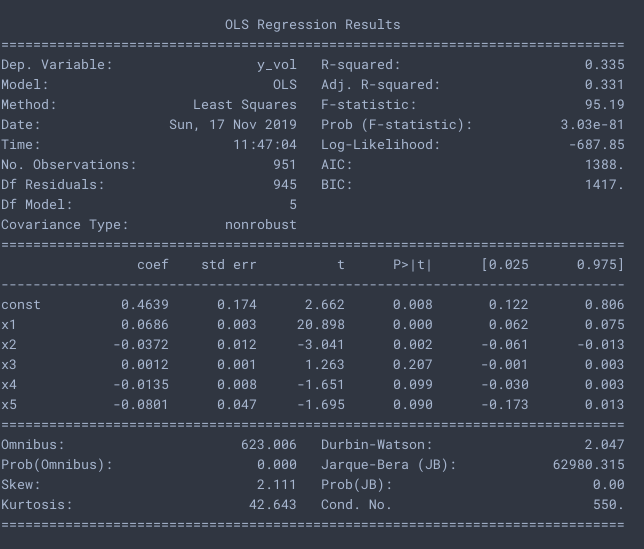 OLS Regression Results
==============================================================================
Dep. Variable:                  y_vol   R-squared:                       0.335
Model:                            OLS   Adj. R-squared:                  0.331
Method:                 Least Squares   F-statistic:                     95.19
Date:                Sun, 17 Nov 2019   Prob (F-statistic):           3.03e-81
Time:                        11:47:04   Log-Likelihood:                -687.85
No. Observations:                 951   AIC:                             1388.
Df Residuals:                     945   BIC:                             1417.
Df Model:                           5
Covariance Type:            nonrobust
==============================================================================
                 coef    std err          t      P>|t|      [0.025      0.975]
------------------------------------------------------------------------------
const          0.4639      0.174      2.662      0.008       0.122       0.806
x1             0.0686      0.003     20.898      0.000       0.062       0.075
x2            -0.0372      0.012     -3.041      0.002      -0.061      -0.013
x3             0.0012      0.001      1.263      0.207      -0.001       0.003
x4            -0.0135      0.008     -1.651      0.099      -0.030       0.003
x5            -0.0801      0.047     -1.695      0.090      -0.173       0.013
==============================================================================
Omnibus:                      623.006   Durbin-Watson:                   2.047
Prob(Omnibus):                  0.000   Jarque-Bera (JB):            62980.315
Skew:                           2.111   Prob(JB):                         0.00
Kurtosis:                      42.643   Cond. No.                         550.
==============================================================================